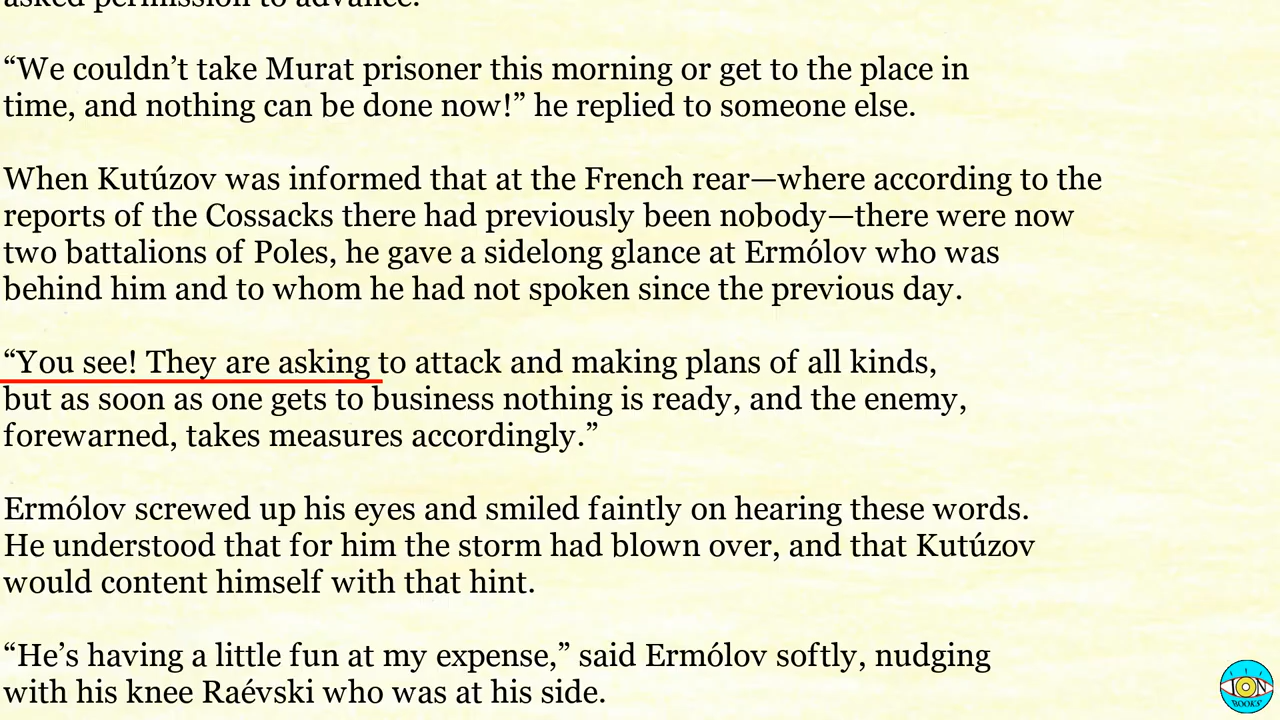 asked permission to advance.
“We couldn’t take Murat prisoner this morning or get to the place in
time, and nothing can be done now!” he replied to someone else.
When Kutúzov was informed that at the French rear—where according to the
reports of the Cossacks there had previously been nobody—there were now
two battalions of Poles, he gave a sidelong glance at Ermólov who was
behind him and to whom he had not spoken since the previous day.
“You see! They are asking to attack and making plans of all kinds,
but as soon as one gets to business nothing is ready, and the enemy,
forewarned, takes measures accordingly.”
Ermólov screwed up his eyes and smiled faintly on hearing these words.
He understood that for him the storm had blown over, and that Kutúzov
would content himself with that hint.
“He’s having a little fun at my expense,” said Ermólov softly, nudging
with his knee Raévski who was at his side.
ION
BOOKS